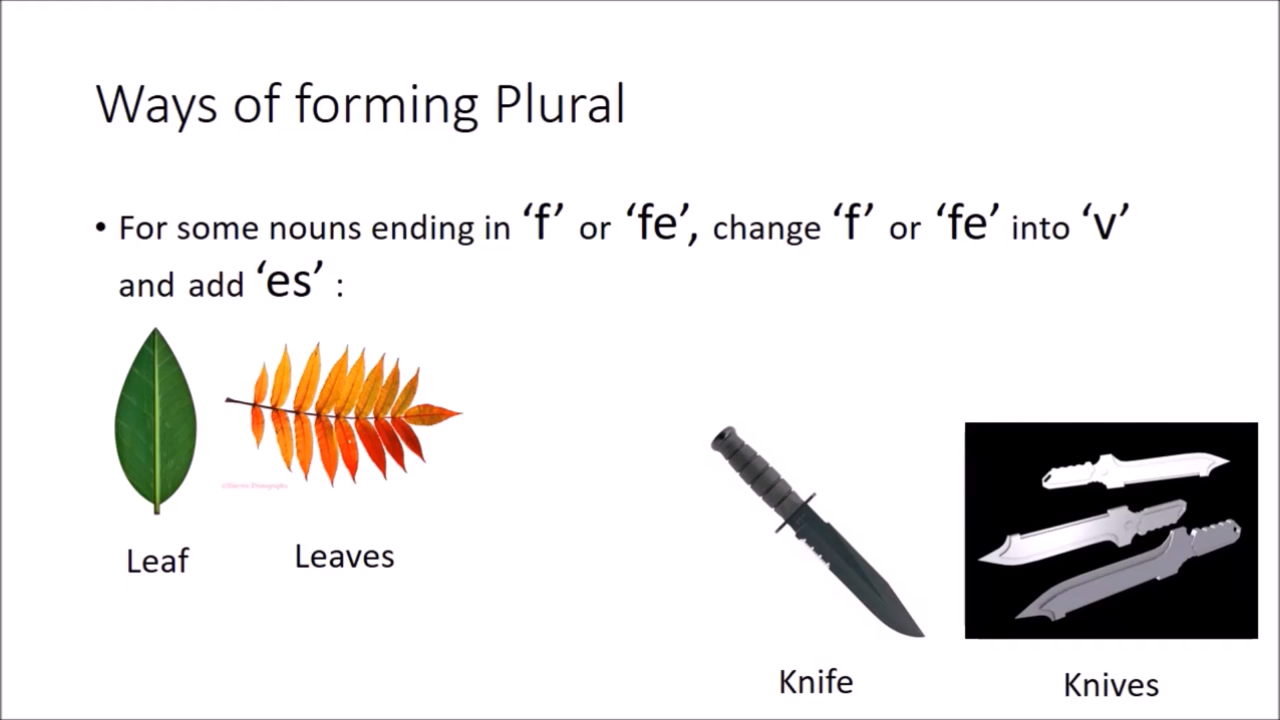 Ways of forming Plural
• For some nouns ending in ‘f’ or ‘fe’, change ‘f’ or ‘fe’ into ‘v’
and add ‘es’ :
Leaf
Leaves
Knife
Knives